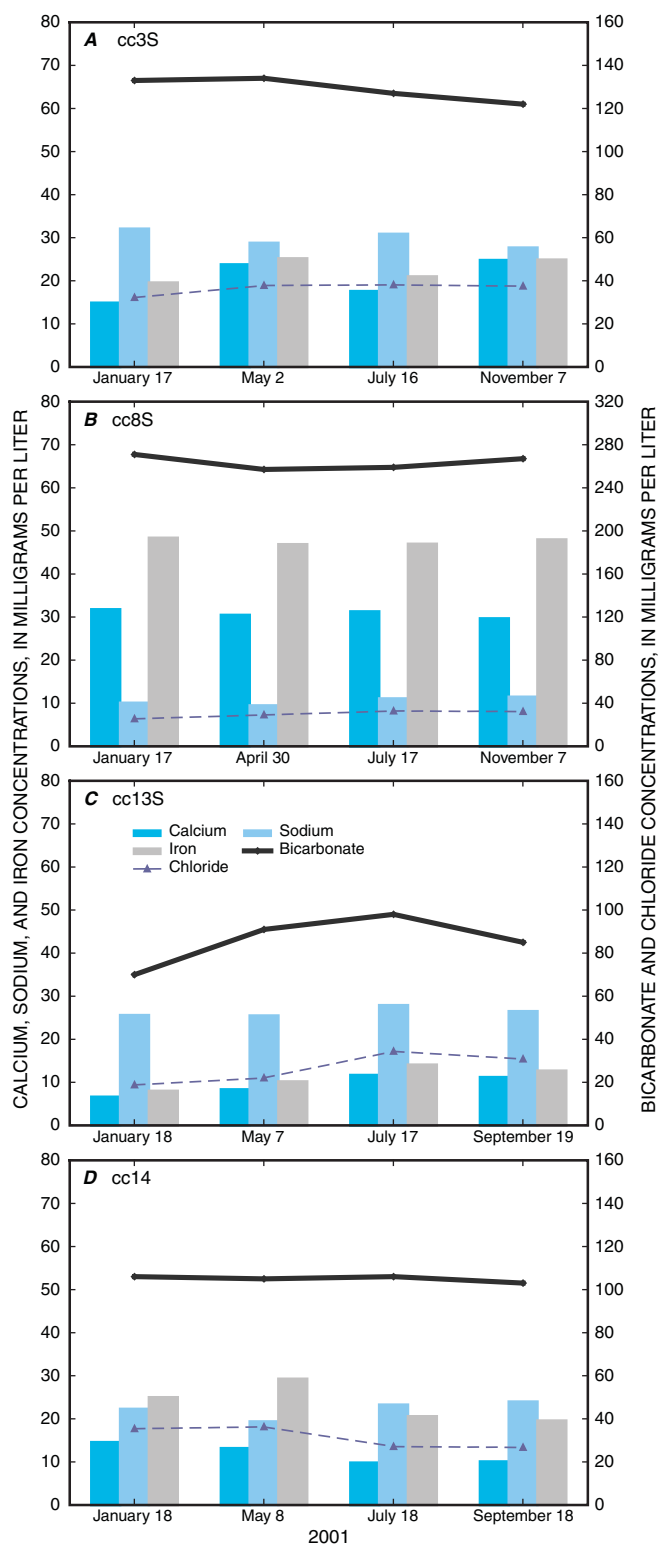 CALCIUM, SODIUM, AND IRON CONCENTRATIONS, IN MILLIGRAMS PER LITER
BICARBONATE AND CHLORIDE CONCENTRATIONS, IN MILLIGRAMS PER LITER
A cc3S
80 160
70 140
60 120
50 100
40 80
30 60
20 40
10 20
0 0
January 17 May 2 July 16 November 7
B cc8S
80 320
70 280
60 240
50 200
40 160
30 120
20 80
10 40
0 0
January 17 April 30 July 17 November 7
C cc13S
Calcium Sodium
Iron Bicarbonate
Chloride
80 160
70 140
60 120
50 100
40 80
30 60
20 40
10 20
0 0
January 18 May 7 July 17 September 19
D cc14
80 160
70 140
60 120
50 100
40 80
30 60
20 40
10 20
0 0
January 18 May 8 July 18 September 18
2001